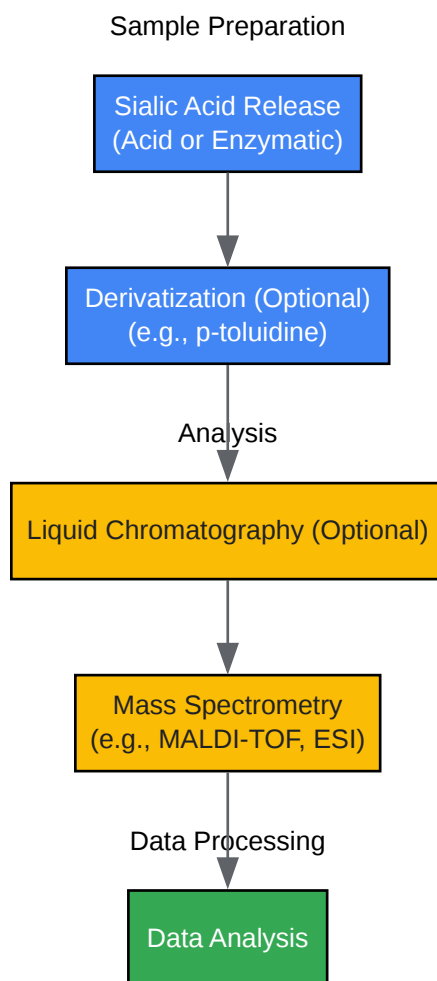 Sample Preparation
Sialic Acid Release
(Acid or Enzymatic)
Derivatization (Optional)
(e.g., p-toluidine)
Analysis
Liquid Chromatography (Optional)
Mass Spectrometry
(e.g., MALDI-TOF, ESI)
Data Processing
Data Analysis